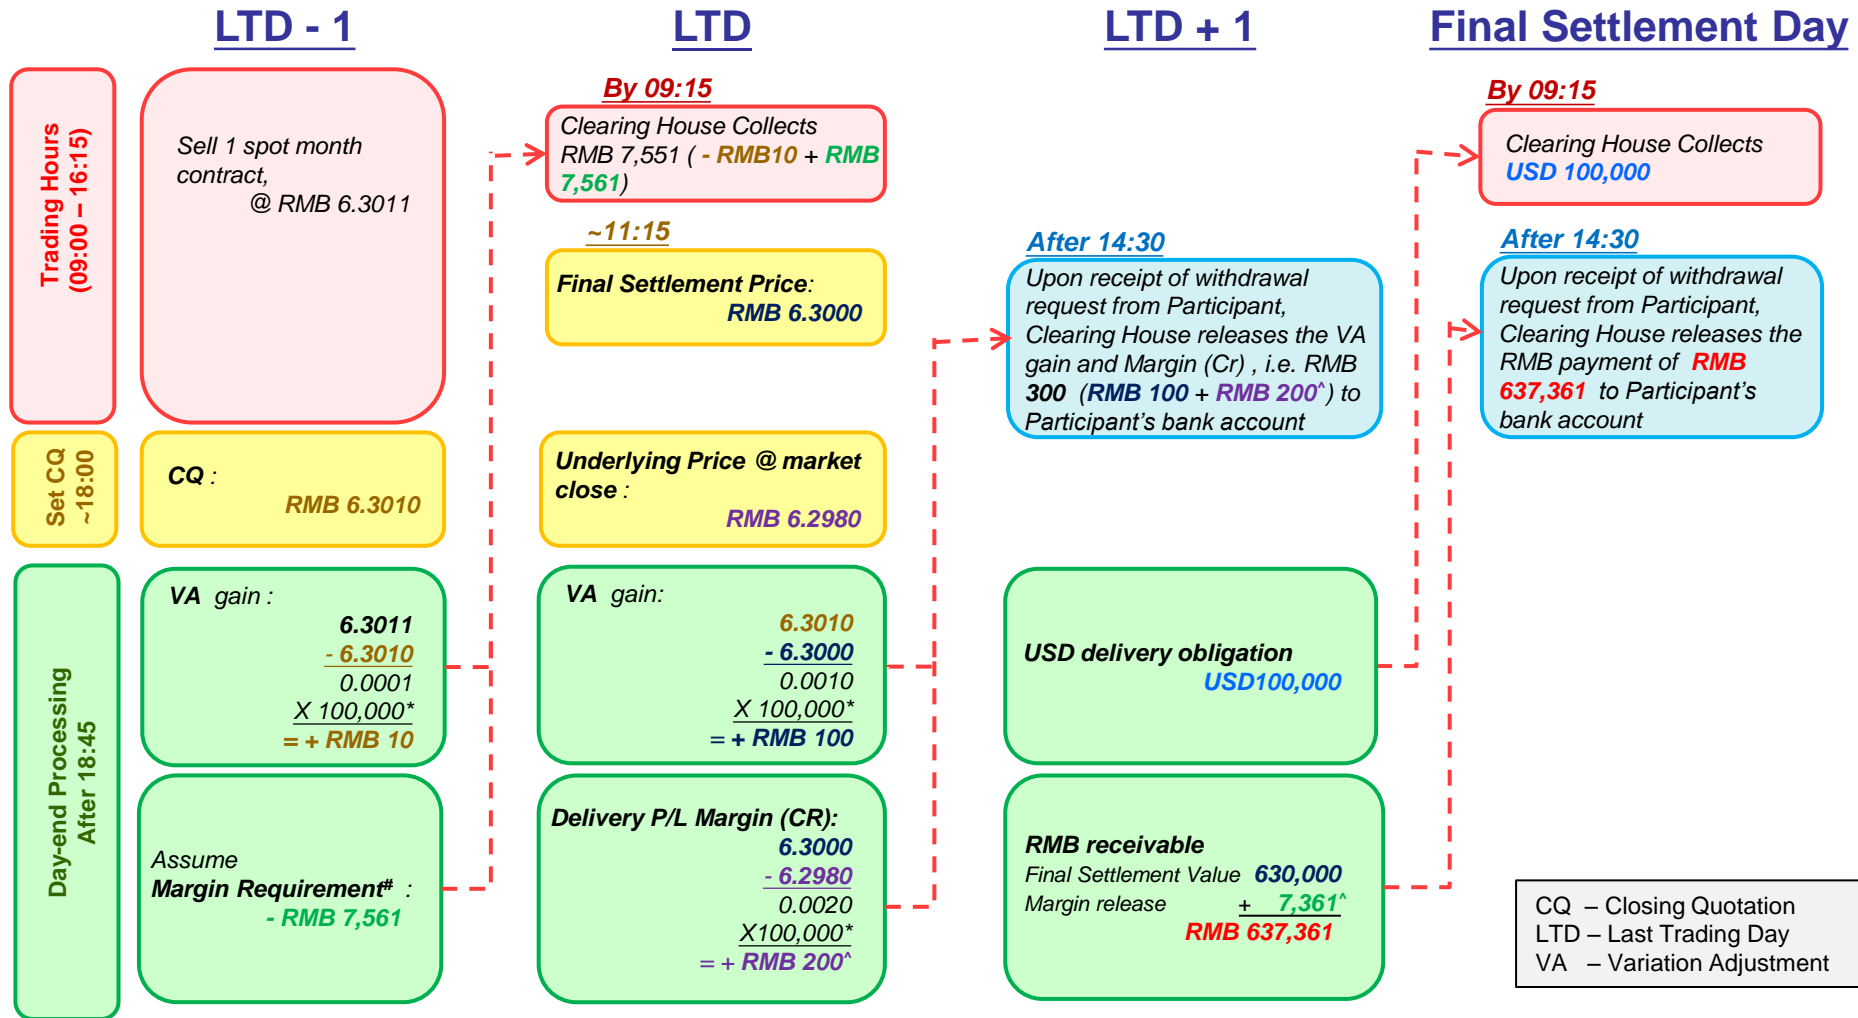 LTD - 1
LTD
LTD + 1
Final Settlement Day
Trading Hours
(09:00 – 16:15)
Sell 1 spot month
contract,
@ RMB 6.3011
By 09:15
Clearing House Collects
RMB 7,551 ( - RMB10 + RMB
7,561)
~11:15
Final Settlement Price:
RMB 6.3000
After 14:30
Upon receipt of withdrawal
request from Participant,
Clearing House releases the VA
gain and Margin (Cr) , i.e. RMB
300 (RMB 100 + RMB 200^) to
Participant's bank account
By 09:15
Clearing House Collects
USD 100,000
After 14:30
Upon receipt of withdrawal
request from Participant,
Clearing House releases the
RMB payment of RMB
637,361 to Participant's
bank account
Set CQ
~18:00
CQ :
RMB 6.3010
Underlying Price @ market
close :
RMB 6.2980
Day-end Processing
After 18:45
VA gain :
6.3011
- 6.3010
0.0001
X 100,000*
= + RMB 10
Assume
Margin Requirement# :
- RMB 7,561
VA gain:
6.3010
- 6.3000
0.0010
X 100,000*
= + RMB 100
Delivery P/L Margin (CR):
6.3000
- 6.2980
0.0020
X100,000*
= + RMB 200^
USD delivery obligation
USD100,000
RMB receivable
Final Settlement Value 630,000
Margin release + 7,361^
RMB 637,361
CQ – Closing Quotation
LTD – Last Trading Day
VA – Variation Adjustment